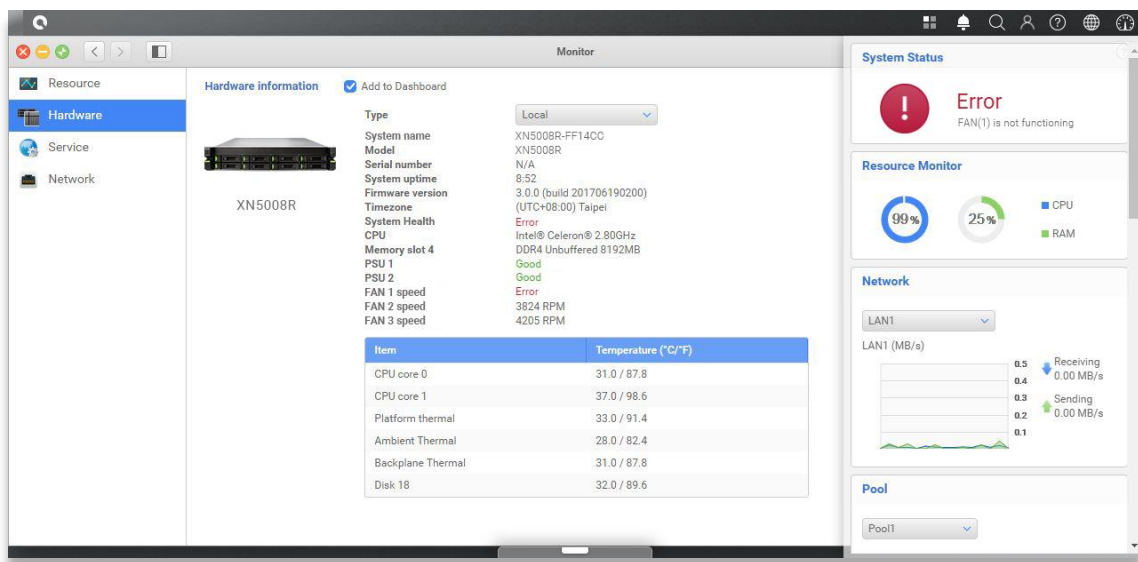 Monitor
Resource
Hardware
Service
Network
Hardware information
Add to Dashboard
XN5008R
Type Local
System name XN5008R-FF14CC
Model XN5008R
Serial number N/A
System uptime 8:52
Firmware version 3.0.0 (build 201706190200)
Timezone (UTC+08:00) Taipei
System Health Error
CPU Intel® Celeron® 2.80GHz
Memory slot 4 DDR4 Unbuffered 8192MB
PSU 1 Good
PSU 2 Good
FAN 1 speed Error
FAN 2 speed 3824 RPM
FAN 3 speed 4205 RPM
Item Temperature (°C/°F)
CPU core 0 31.0 / 87.8
CPU core 1 37.0 / 98.6
Platform thermal 33.0 / 91.4
Ambient Thermal 28.0 / 82.4
Backplane Thermal 31.0 / 87.8
Disk 18 32.0 / 89.6
System Status
Error
FAN(1) is not functioning
Resource Monitor
99%
25%
CPU
RAM
Network
LAN1
LAN1 (MB/s)
0.5
0.4
0.3
0.2
0.1
Receiving
0.00 MB/s
Sending
0.00 MB/s
Pool
Pool1